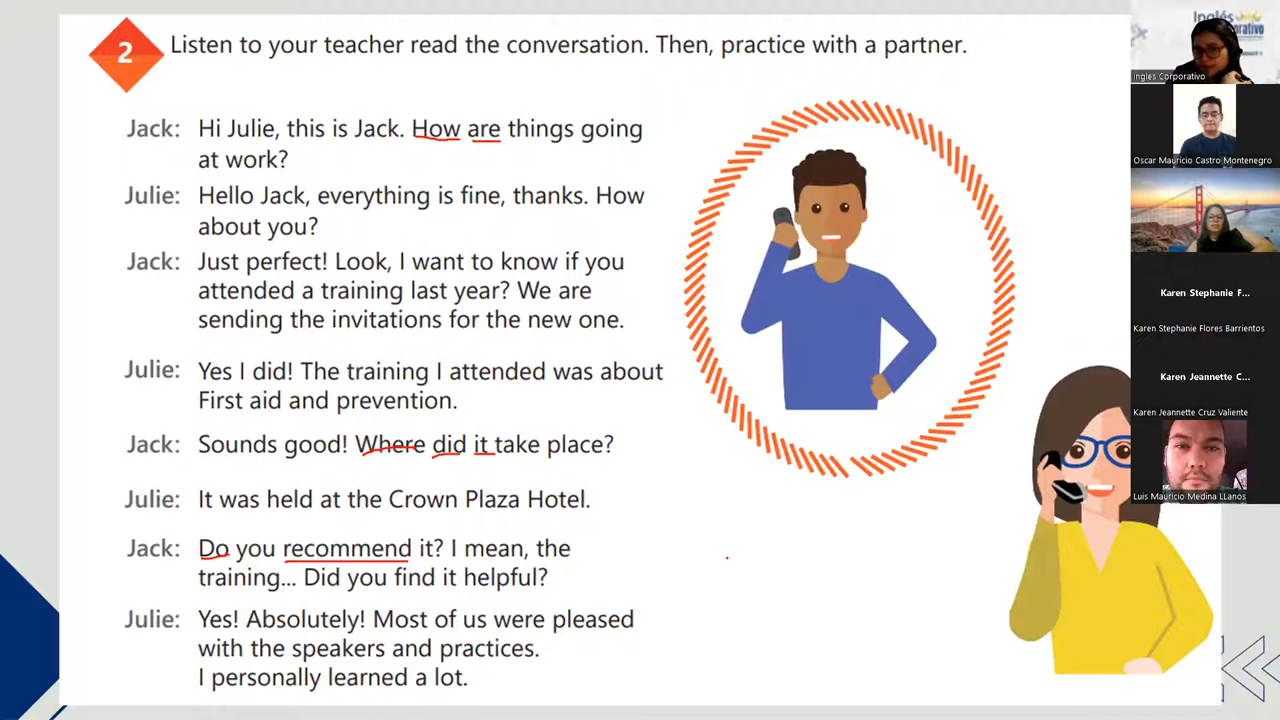 2
Listen to your teacher read the conversation. Then, practice with a partner.
Jack: Hi Julie, this is Jack. How are things going
at work?
Julie: Hello Jack, everything is fine, thanks. How
about you?
Jack: Just perfect! Look, I want to know if you
attended a training last year? We are
sending the invitations for the new one.
Julie: Yes I did! The training I attended was about
First aid and prevention.
Jack: Sounds good! Where did it take place?
Julie: It was held at the Crown Plaza Hotel.
Jack: Do you recommend it? I mean, the
training... Did you find it helpful?
Julie: Yes! Absolutely! Most of us were pleased
with the speakers and practices.
I personally learned a lot.
Inglés
Ingles Corporativo
Oscar Mauricio Castro Montenegro
Karen Stephanie F...
Karen Stephanie Flores Barrientos
Karen Jeannette C...
Karen Jeannette Cruz Valiente
Luis Mauricio Medina LLanos